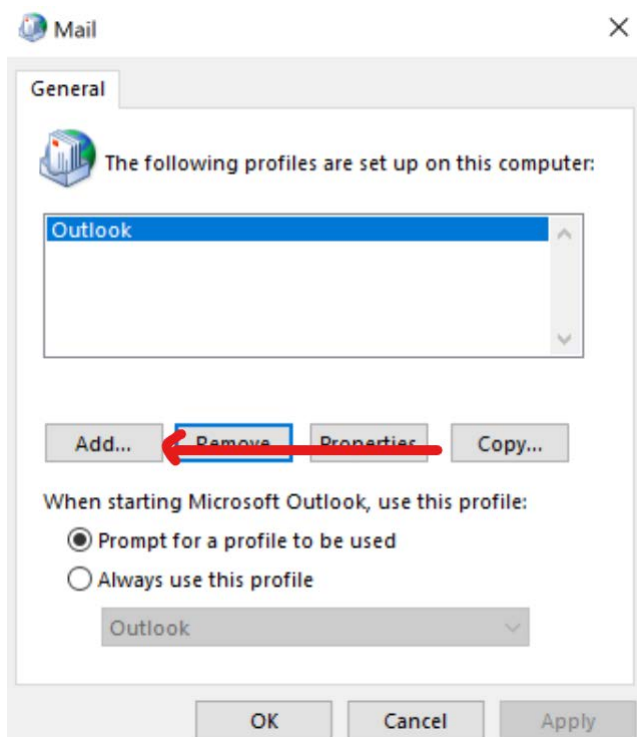 Mail
General
The following profiles are set up on this computer:
Outlook
Add... Remove Properties Copy...
When starting Microsoft Outlook, use this profile:
Prompt for a profile to be used
Always use this profile
Outlook
OK Cancel Apply